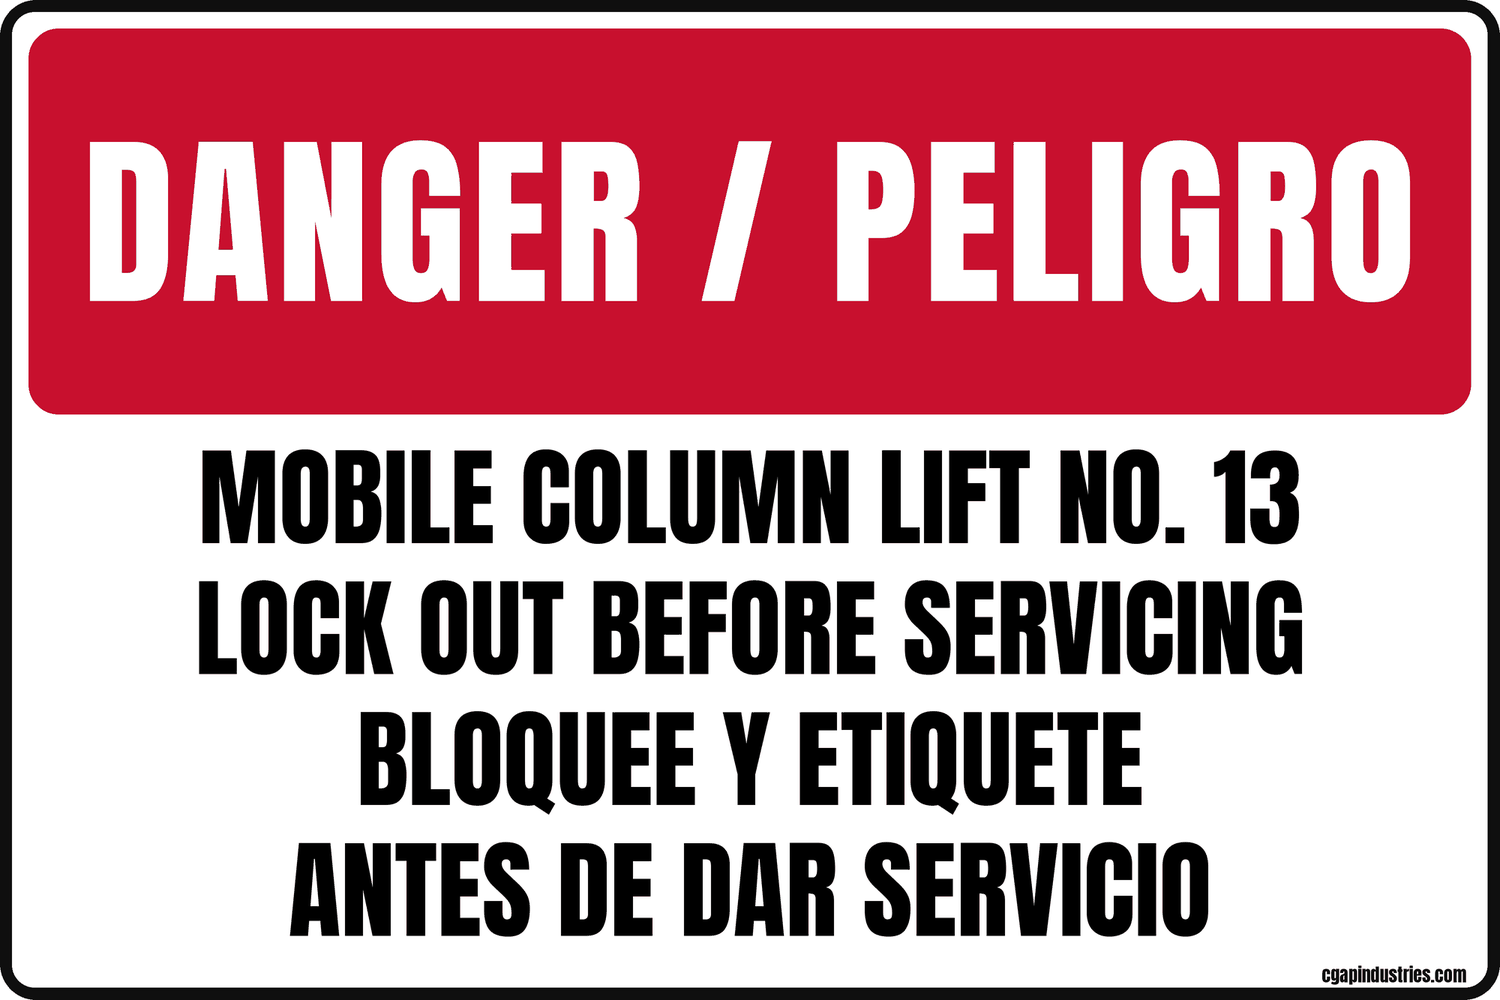 DANGER / PELIGRO
MOBILE COLUMN LIFT NO. 13
LOCK OUT BEFORE SERVICING
BLOQUEE Y ETIQUETE
ANTES DE DAR SERVICIO
cgapindustries.com